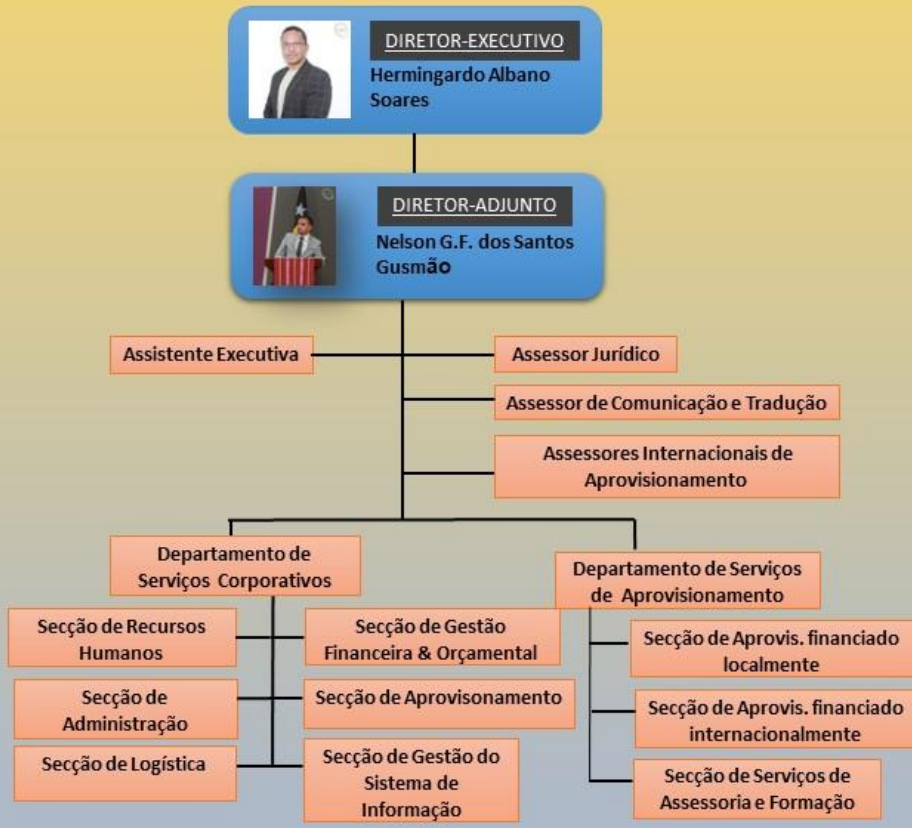 DIRETOR-EXECUTIVO
Hermingardo Albano
Soares
DIRETOR-ADJUNTO
Nelson G.F. dos Santos
Gusmão
Assistente Executiva
Assessor Jurídico
Assessor de Comunicação e Tradução
Assessores Internacionais de
Aprovisionamento
Departamento de
Serviços Corporativos
Departamento de Serviços
de Aprovisionamento
Secção de Recursos
Humanos
Secção de Gestão
Financeira & Orçamental
Secção de
Administração
Secção de Aprovisonamento
Secção de Logística
Secção de Gestão do
Sistema de
Informação
Secção de Aprovis. financiado
localmente
Secção de Aprovis. financiado
internacionalmente
Secção de Serviços de
Assessoria e Formação